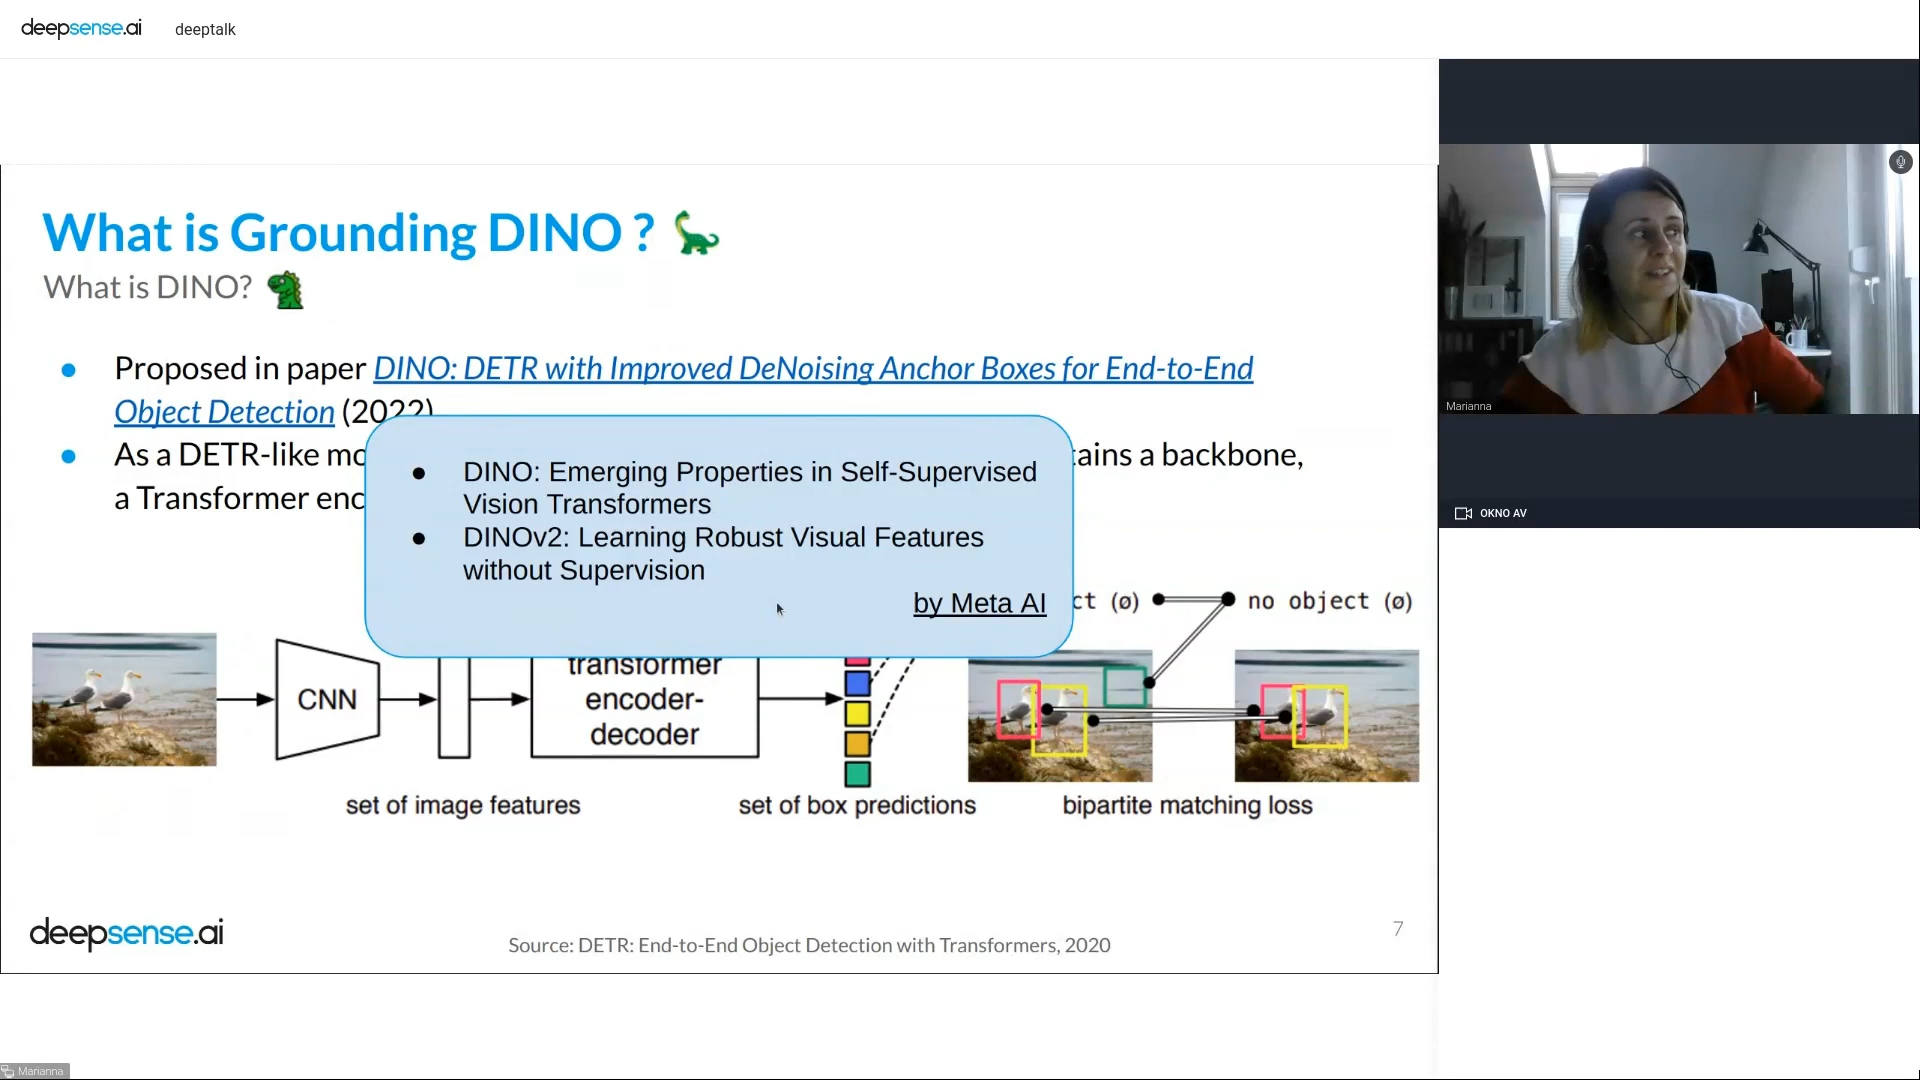 deepsense.ai deeptalk
What is Grounding DINO ?
What is DINO?
● Proposed in paper DINO: DETR with Improved DeNoising Anchor Boxes for End-to-End
Object Detection (2022)
● As a DETR-like mo
tains a backbone,
a Transformer enc
● DINO: Emerging Properties in Self-Supervised
Vision Transformers
● DINOv2: Learning Robust Visual Features
without Supervision
by Meta AI
ct (ø) no object (ø)
CNN
transformer
encoder-
decoder
set of image features
set of box predictions
bipartite matching loss
deepsense.ai
Source: DETR: End-to-End Object Detection with Transformers, 2020
7
Marianna
OKNO AV
Marianna